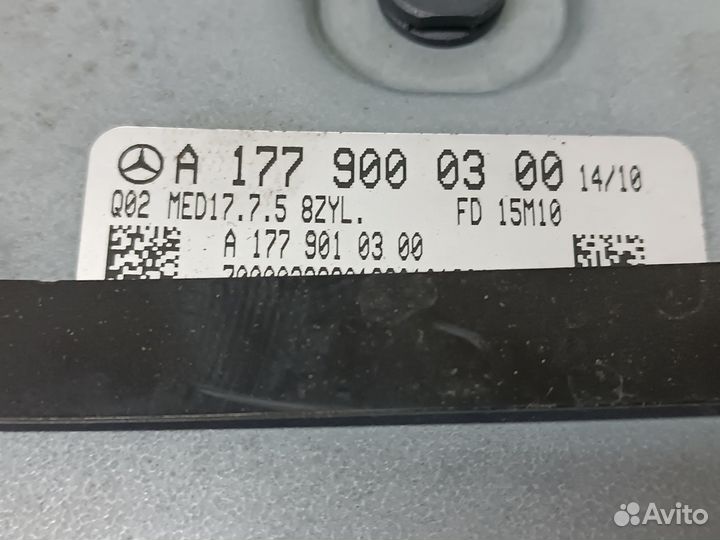 A 177 900 03 00 14/10
Q02 MED17.7.5 8ZYL. FD 15M10
A 177 901 03 00
Avito